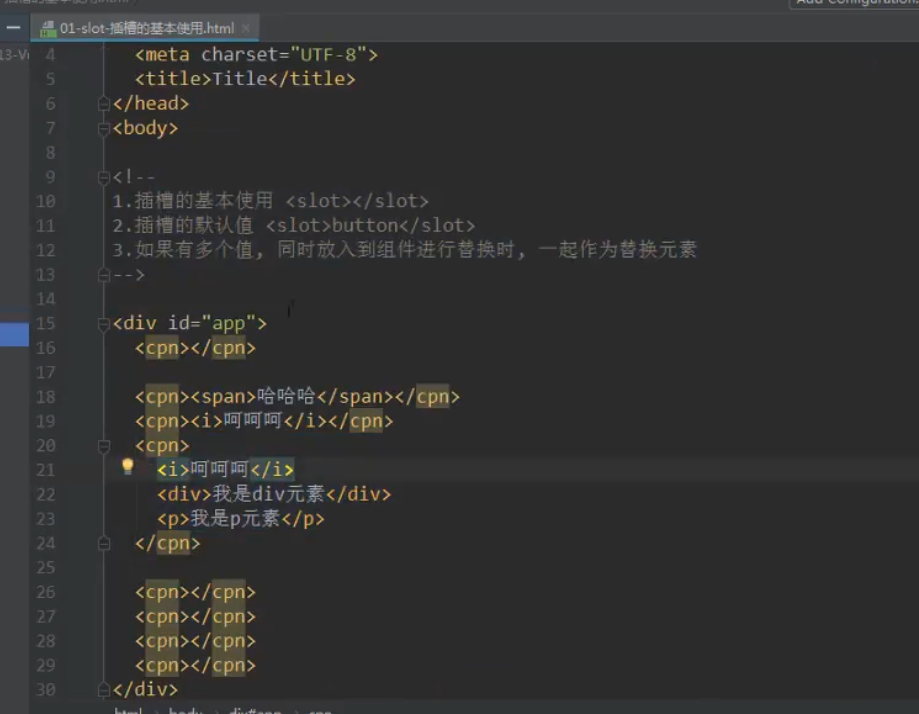 Add Configuration
01-slot-插槽的基本使用.html
4 <meta charset="UTF-8">
5 <title>Title</title>
6 </head>
7 <body>
8
9 <!--
10 1.插槽的基本使用 <slot></slot>
11 2.插槽的默认值 <slot>button</slot>
12 3.如果有多个值, 同时放入到组件进行替换时, 一起作为替换元素
13 -->
14
15 <div id="app">
16 <cpn></cpn>
17
18 <cpn><span>哈哈哈</span></cpn>
19 <cpn><i>呵呵呵</i></cpn>
20 <cpn>
21 <i>呵呵呵</i>
22 <div>我是div元素</div>
23 <p>我是p元素</p>
24 </cpn>
25
26 <cpn></cpn>
27 <cpn></cpn>
28 <cpn></cpn>
29 <cpn></cpn>
30 </div>